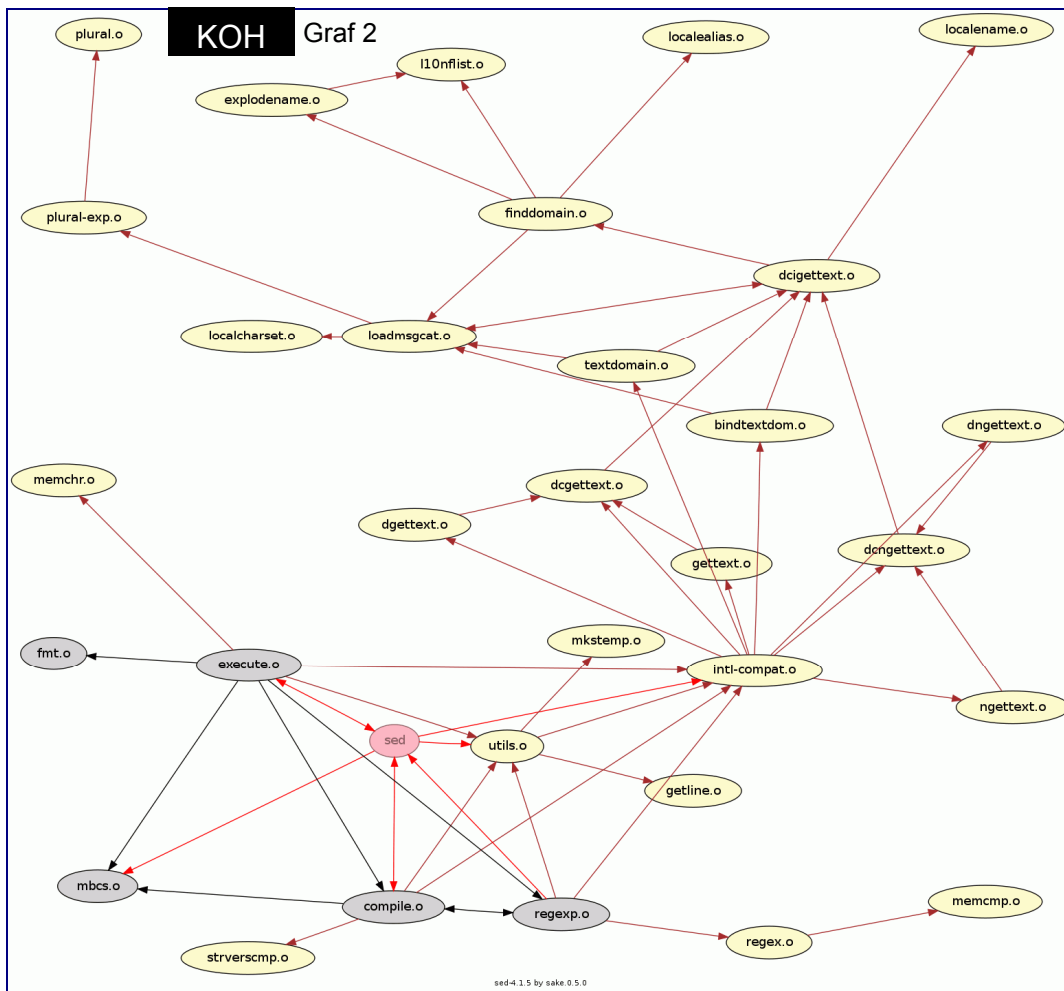 KOH Graf 2
plural.o
localealias.o
localename.o
l10nflist.o
explodename.o
plural-exp.o
finddomain.o
dcigettext.o
localcharset.o
loadmsgcat.o
textdomain.o
bindtextdom.o
dngettext.o
memchr.o
dcgettext.o
dgettext.o
dcngettext.o
gettext.o
fmt.o
execute.o
mkstemp.o
intl-compat.o
ngettext.o
sed
utils.o
getline.o
mbcs.o
compile.o
regexp.o
memcmp.o
regex.o
strverscmp.o
sed-4.1.5 by sake.0.5.0